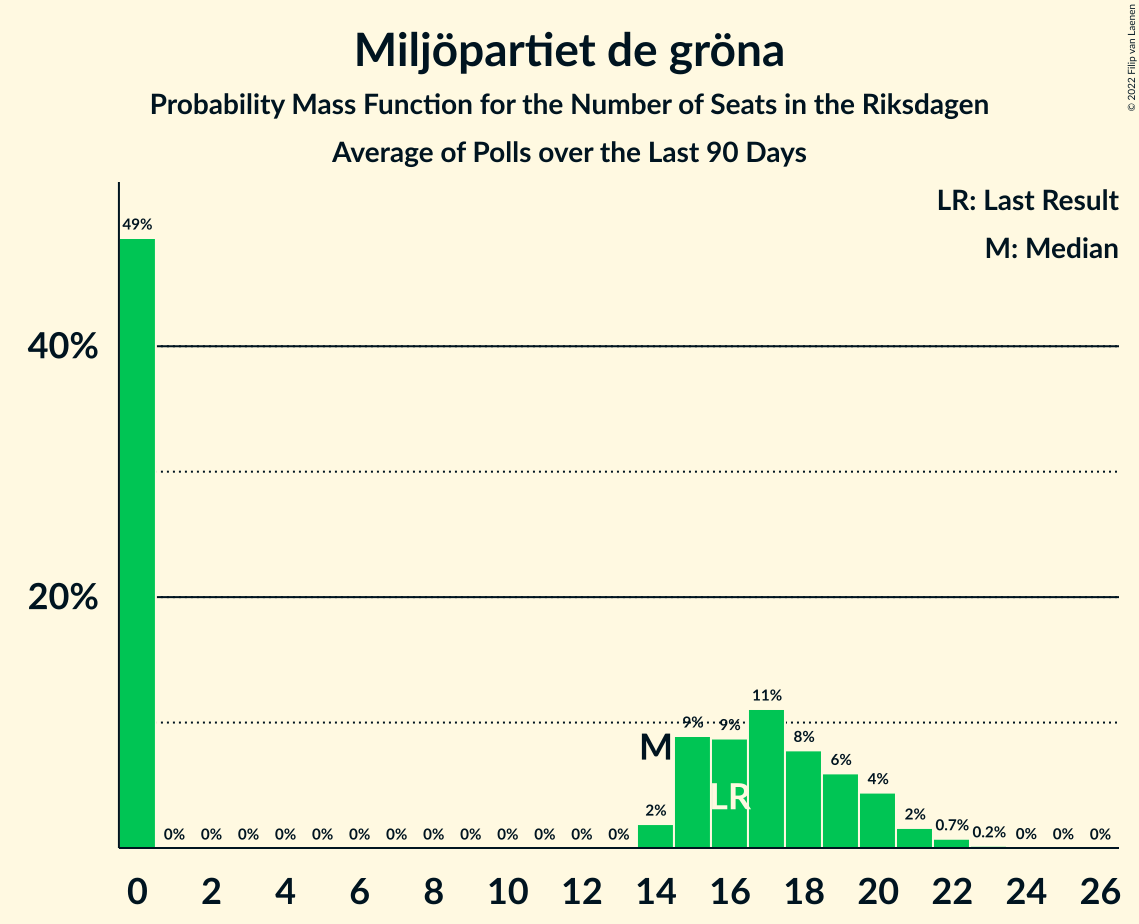 Miljöpartiet de gröna
Probability Mass Function for the Number of Seats in the Riksdagen
Average of Polls over the Last 90 Days
© 2022 Filip van Laenen
LR: Last Result
M: Median
49%
40%
20%
11%
9% 9%
M
8%
6%
LR
4%
2%
2%
0.7%
0.2%
0% 0% 0% 0% 0% 0% 0% 0% 0% 0% 0% 0% 0% 0% 0% 0%
0 2 4 6 8 10 12 14 16 18 20 22 24 26